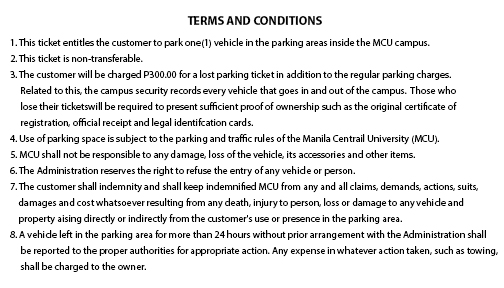 TERMS AND CONDITIONS
1. This ticket entitles the customer to park one(1) vehicle in the parking areas inside the MCU campus.
2. This ticket is non-transferable.
3. The customer will be charged P300.00 for a lost parking ticket in addition to the regular parking charges.
Related to this, the campus security records every vehicle that goes in and out of the campus. Those who
lose their ticketswill be required to present sufficient proof of ownership such as the original certificate of
registration, official receipt and legal identifcation cards.
4. Use of parking space is subject to the parking and traffic rules of the Manila Centrail University (MCU).
5. MCU shall not be responsible to any damage, loss of the vehicle, its accessories and other items.
6. The Administration reserves the right to refuse the entry of any vehicle or person.
7. The customer shall indemnity and shall keep indemnified MCU from any and all claims, demands, actions, suits,
damages and cost whatsoever resulting from any death, injury to person, loss or damage to any vehicle and
property aising directly or indirectly from the customer's use or presence in the parking area.
8. A vehicle left in the parking area for more than 24 hours without prior arrangement with the Administration shall
be reported to the proper authorities for appropriate action. Any expense in whatever action taken, such as towing,
shall be charged to the owner.